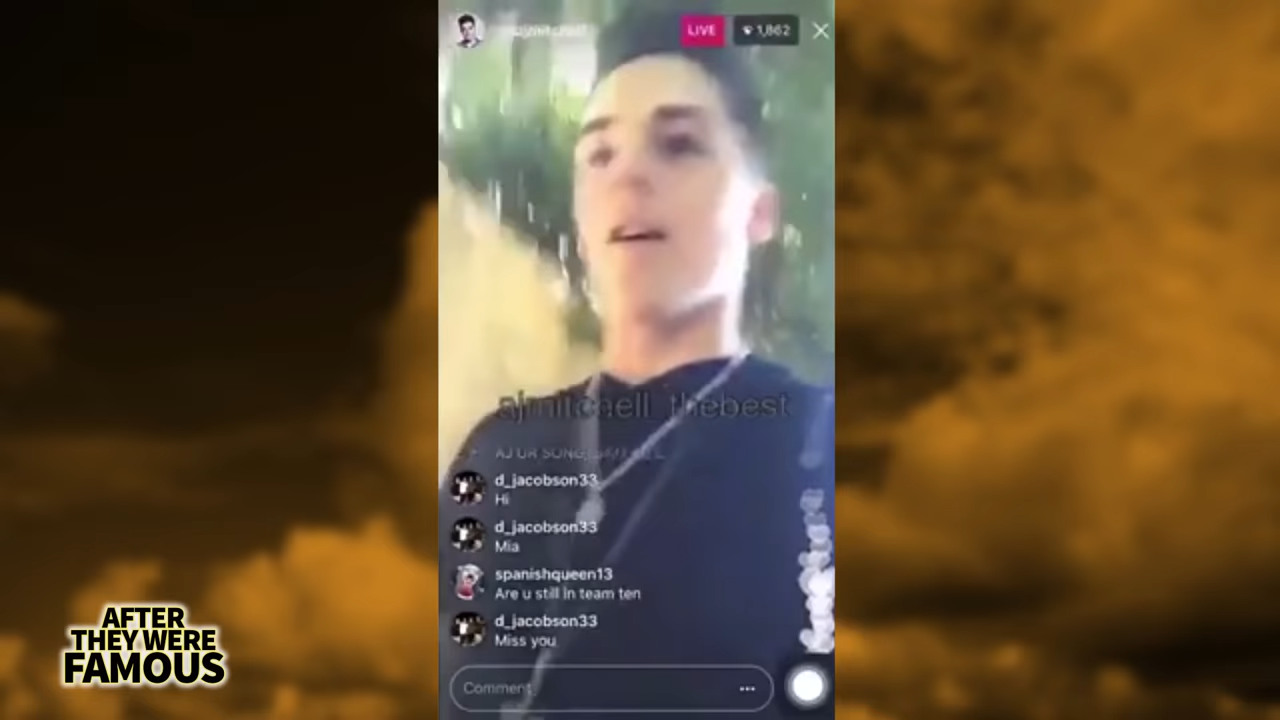 LIVE
1,862
ajmitchell_thebest
d_jacobson33
Hi
d_jacobson33
Mia
spanishqueen13
Are u still in team ten
d_jacobson33
Miss you
Comment
AFTER
THEY WERE
FAMOUS